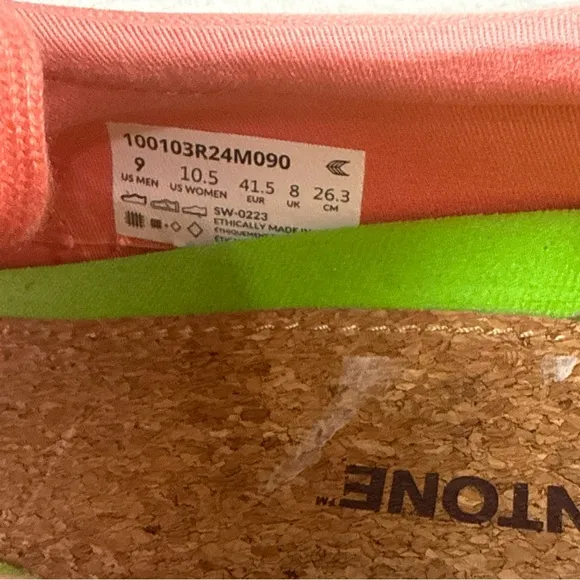 100103R24M090
9 10.5 41.5 8 26.3
US MEN US WOMEN EUR UK CM
SW-0223
ETHICALLY MADE IN
NTONE™